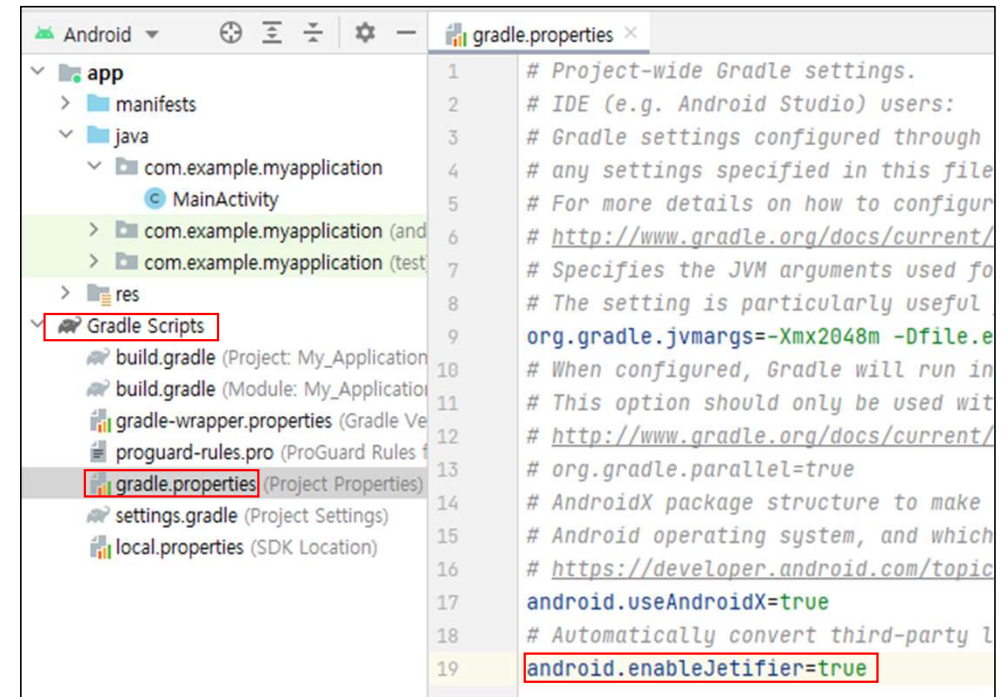 Android
app
manifests
java
com.example.myapplication
MainActivity
com.example.myapplication (and
com.example.myapplication (test
res
Gradle Scripts
build.gradle (Project: My_Application
build.gradle (Module: My_Application
gradle-wrapper.properties (Gradle Ve
proguard-rules.pro (ProGuard Rules f
gradle.properties (Project Properties)
settings.gradle (Project Settings)
local.properties (SDK Location)
gradle.properties
1 # Project-wide Gradle settings.
2 # IDE (e.g. Android Studio) users:
3 # Gradle settings configured through
4 # any settings specified in this file
5 # For more details on how to configur
6 # http://www.gradle.org/docs/current/
7 # Specifies the JVM arguments used fo
8 # The setting is particularly useful
9 org.gradle.jvmargs=-Xmx2048m -Dfile.e
10 # When configured, Gradle will run in
11 # This option should only be used wit
12 # http://www.gradle.org/docs/current/
13 # org.gradle.parallel=true
14 # AndroidX package structure to make
15 # Android operating system, and which
16 # https://developer.android.com/topic
17 android.useAndroidX=true
18 # Automatically convert third-party l
19 android.enableJetifier=true